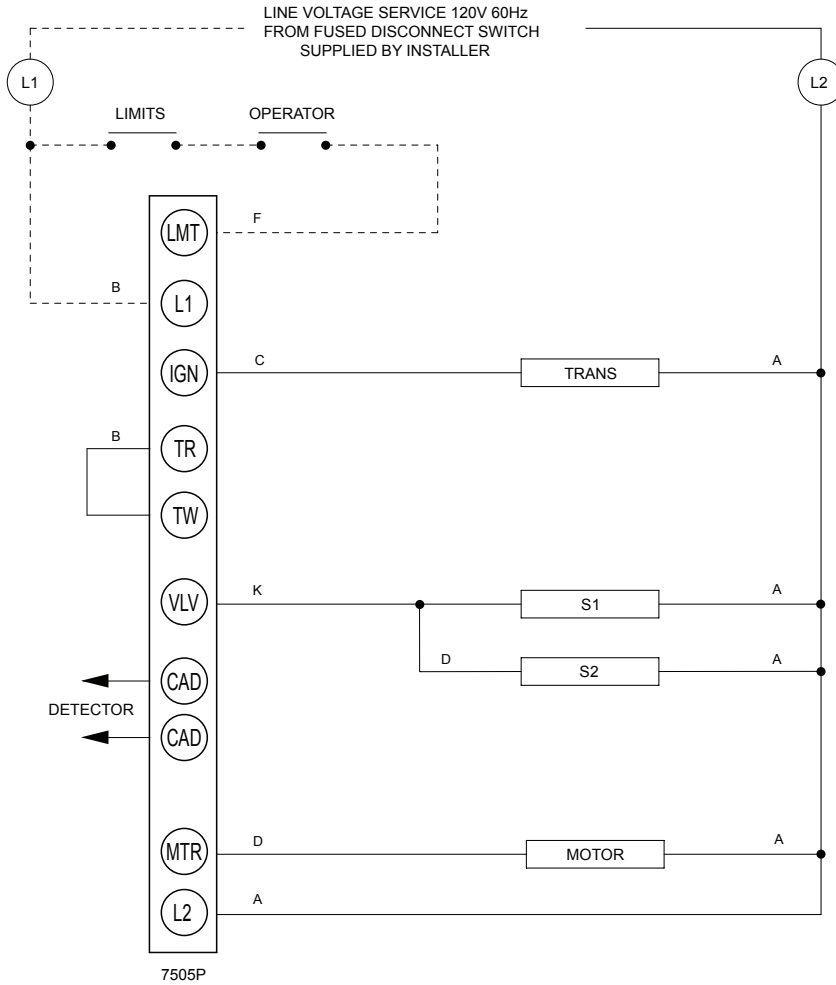 LINE VOLTAGE SERVICE 120V 60Hz
FROM FUSED DISCONNECT SWITCH
SUPPLIED BY INSTALLER
L1
L2
LIMITS
OPERATOR
LMT
F
B
L1
IGN
C
TRANS
A
B
TR
TW
VLV
K
S1
A
D
S2
A
CAD
DETECTOR
CAD
MTR
D
MOTOR
A
L2
A
7505P